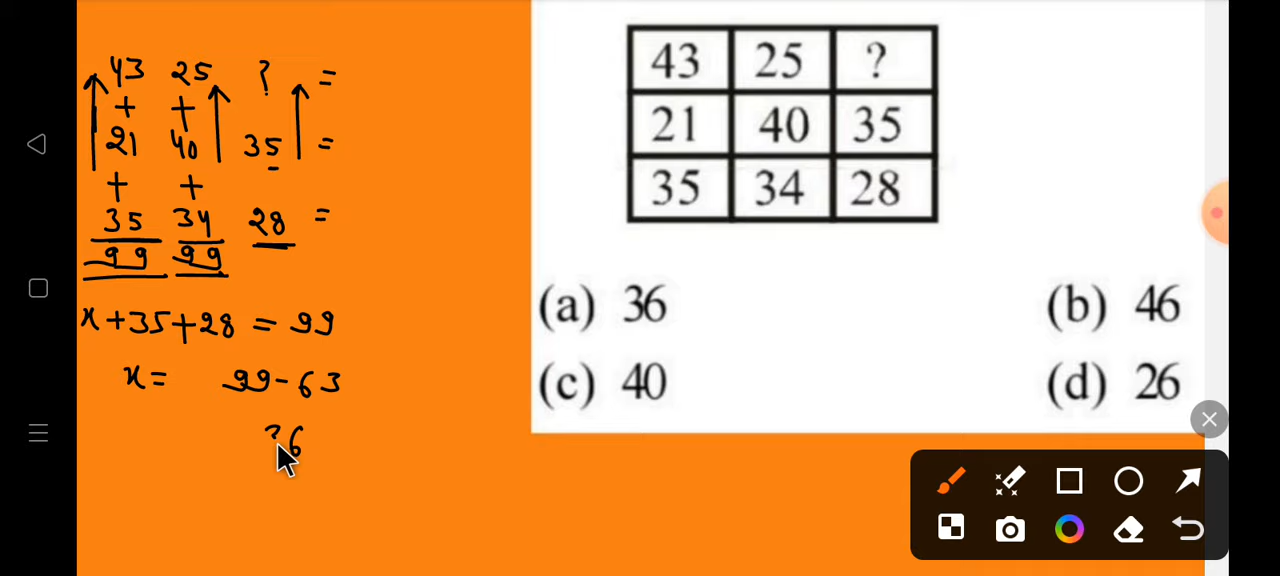 43 25 ? =
+ +
21 40 35 =
+ +
35 34 28 =
99 99
x+35+28 = 99
x= 99-63
36
43 25 ?
21 40 35
35 34 28
(a) 36 (b) 46
(c) 40 (d) 26